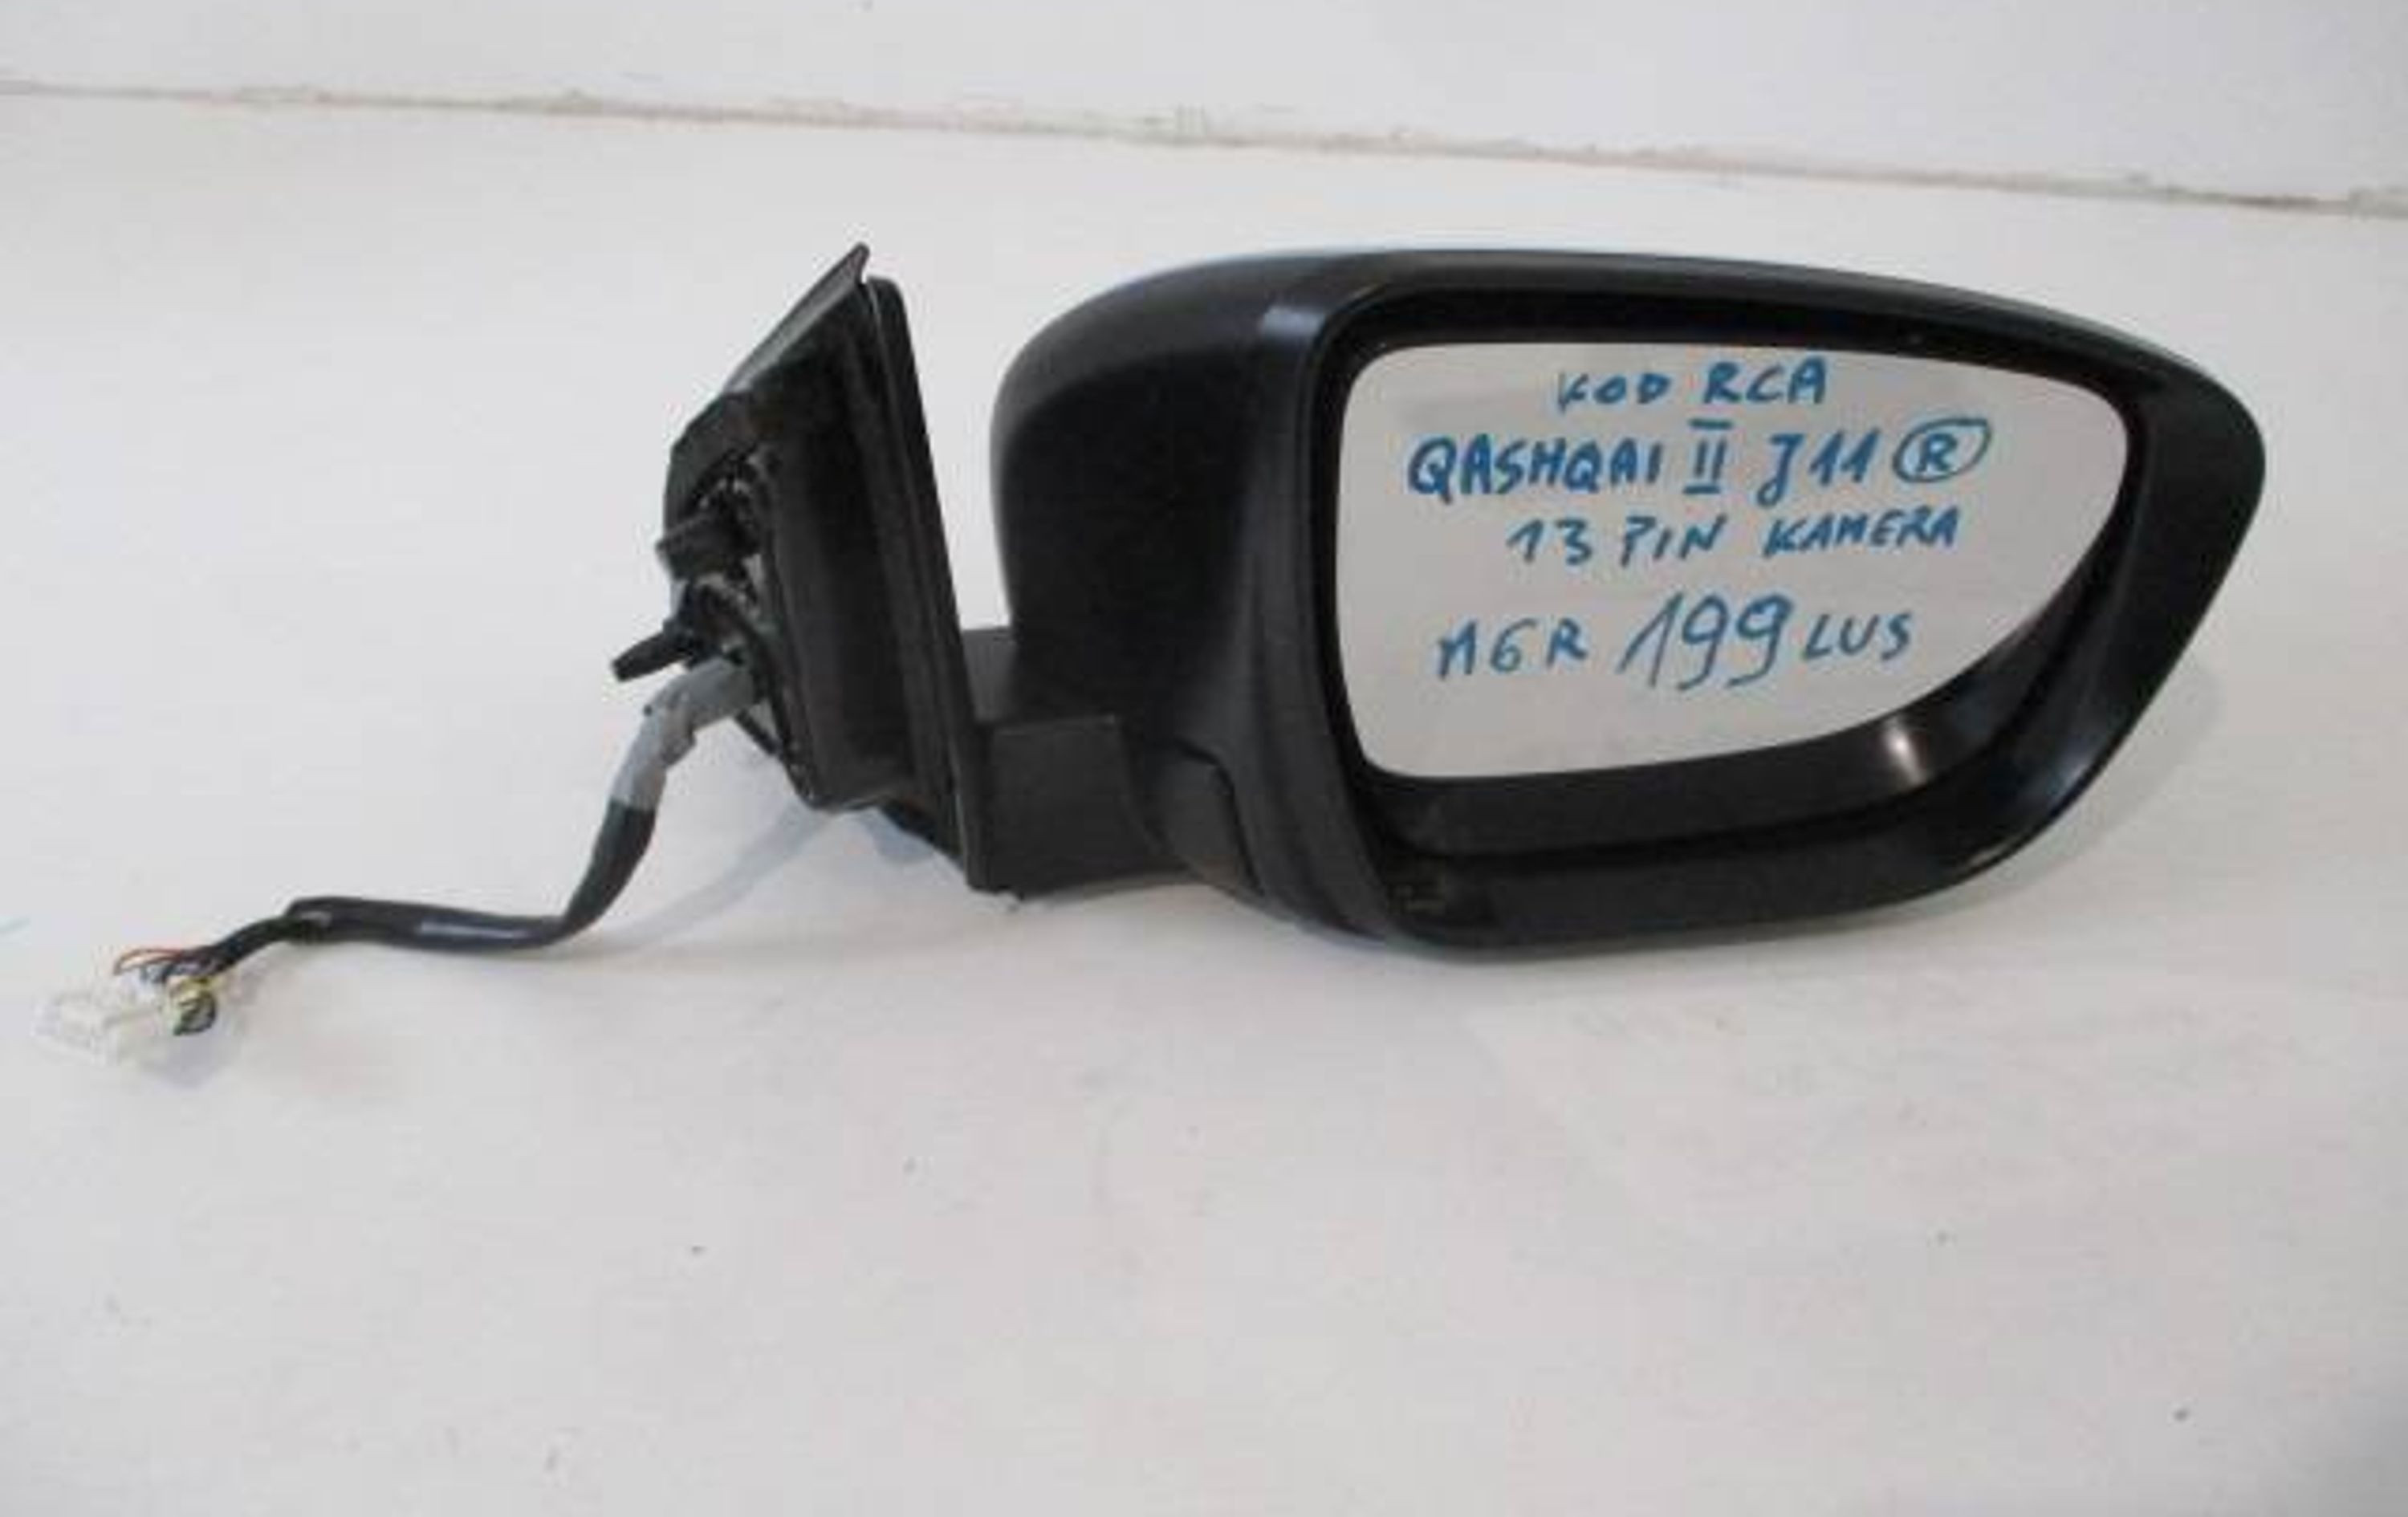 KOD RCA
QASHQAI II J11 R
13 PIN KAMERA
M6R 199 LUS